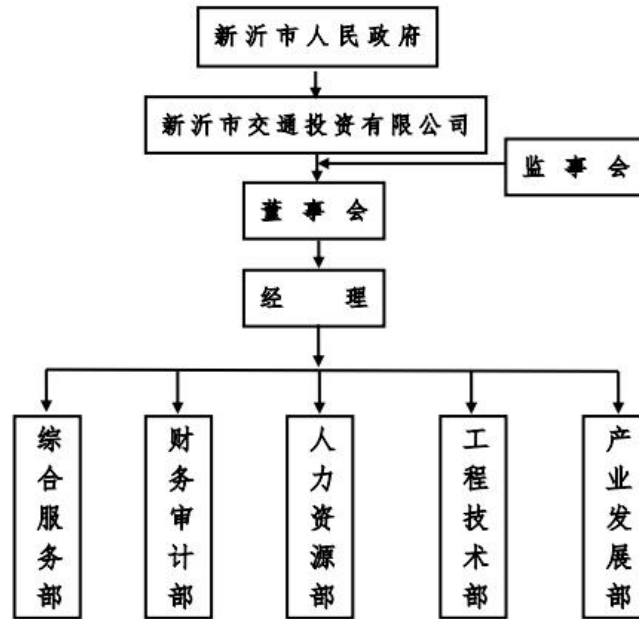 新沂市人民政府
新沂市交通投资有限公司
监事会
董事会
经理
综合服务部
财务审计部
人力资源部
工程技术部
产业发展部